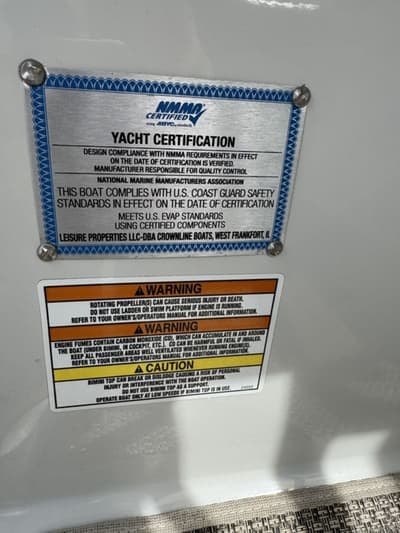 NMMA
CERTIFIED
using ABYC standards
YACHT CERTIFICATION
DESIGN COMPLIANCE WITH NMMA REQUIREMENTS IN EFFECT
ON THE DATE OF CERTIFICATION IS VERIFIED.
MANUFACTURER RESPONSIBLE FOR QUALITY CONTROL
NATIONAL MARINE MANUFACTURERS ASSOCIATION
THIS BOAT COMPLIES WITH U.S. COAST GUARD SAFETY
STANDARDS IN EFFECT ON THE DATE OF CERTIFICATION
MEETS U.S. EVAP STANDARDS
USING CERTIFIED COMPONENTS
LEISURE PROPERTIES LLC-DBA CROWNLINE BOATS, WEST FRANKFORT, IL
WARNING
ROTATING PROPELLER(S) CAN CAUSE SERIOUS INJURY OR DEATH.
DO NOT USE LADDER OR SWIM PLATFORM IF ENGINE IS RUNNING.
REFER TO YOUR OWNER'S/OPERATORS MANUAL FOR ADDITIONAL INFORMATION.
WARNING
ENGINE FUMES CONTAIN CARBON MONOXIDE (CO), WHICH CAN ACCUMULATE IN AND AROUND
THE BOAT (UNDER BIMINI, IN COCKPIT, ETC.). CO CAN BE HARMFUL OR FATAL IF INHALED.
KEEP ALL PASSENGER AREAS WELL VENTILATED WHENEVER RUNNING ENGINE(S).
REFER TO YOUR OWNER'S/OPERATORS MANUAL FOR ADDITIONAL INFORMATION.
CAUTION
BIMINI TOP CAN BREAK OR DISLODGE CAUSING A RISK OF PERSONAL
INJURY OR INTERFERENCE WITH THE BOAT OPERATION.
DO NOT USE BIMINI TOP AS A SUPPORT.
OPERATE BOAT ONLY AT LOW SPEEDS IF BIMINI TOP IS IN USE